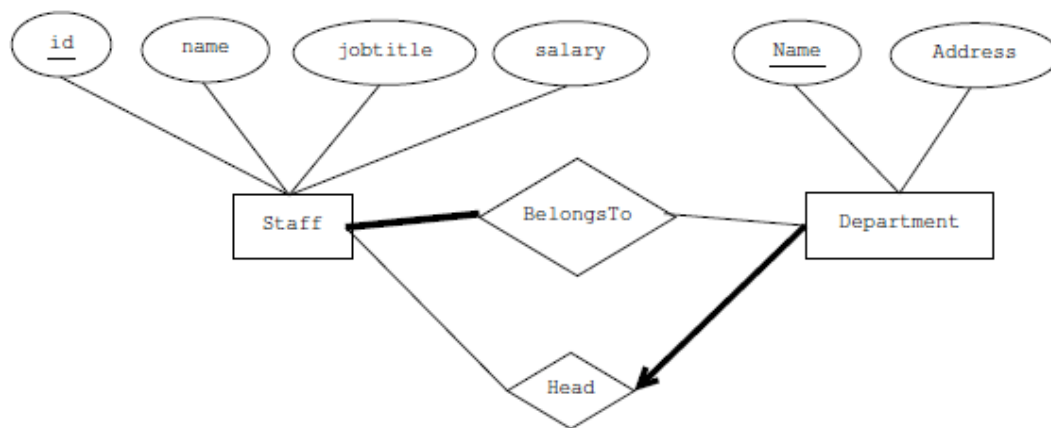 id
name
jobtitle
salary
Name
Address
Staff
BelongsTo
Department
Head